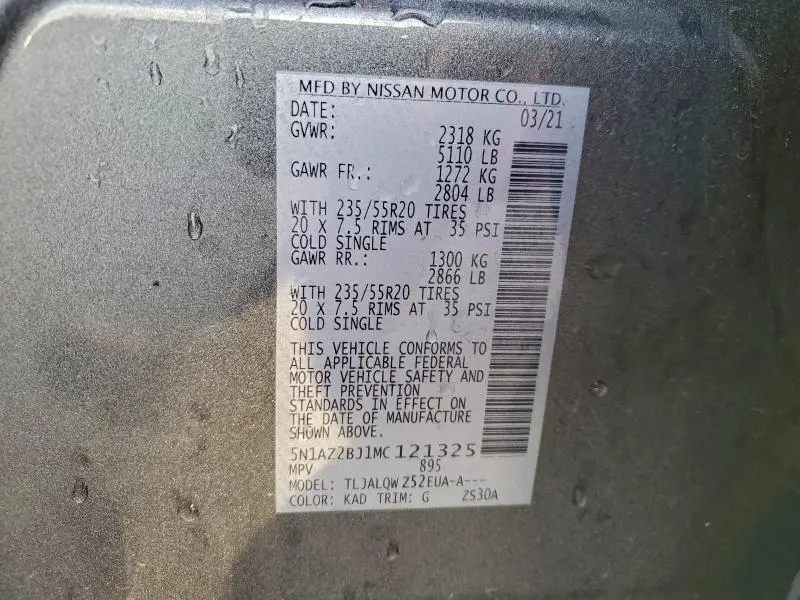 MFD BY NISSAN MOTOR CO., LTD.
DATE: 03/21
GVWR: 2318 KG
5110 LB
GAWR FR.: 1272 KG
2804 LB
WITH 235/55R20 TIRES
20 X 7.5 RIMS AT 35 PSI
COLD SINGLE
GAWR RR.: 1300 KG
2866 LB
WITH 235/55R20 TIRES
20 X 7.5 RIMS AT 35 PSI
COLD SINGLE
THIS VEHICLE CONFORMS TO
ALL APPLICABLE FEDERAL
MOTOR VEHICLE SAFETY AND
THEFT PREVENTION
STANDARDS IN EFFECT ON
THE DATE OF MANUFACTURE
SHOWN ABOVE.
5N1AZ2BJ1MC121325
MPV 895
MODEL: TLJALQW Z52EUA-A---
COLOR: KAD TRIM: G ZS30A